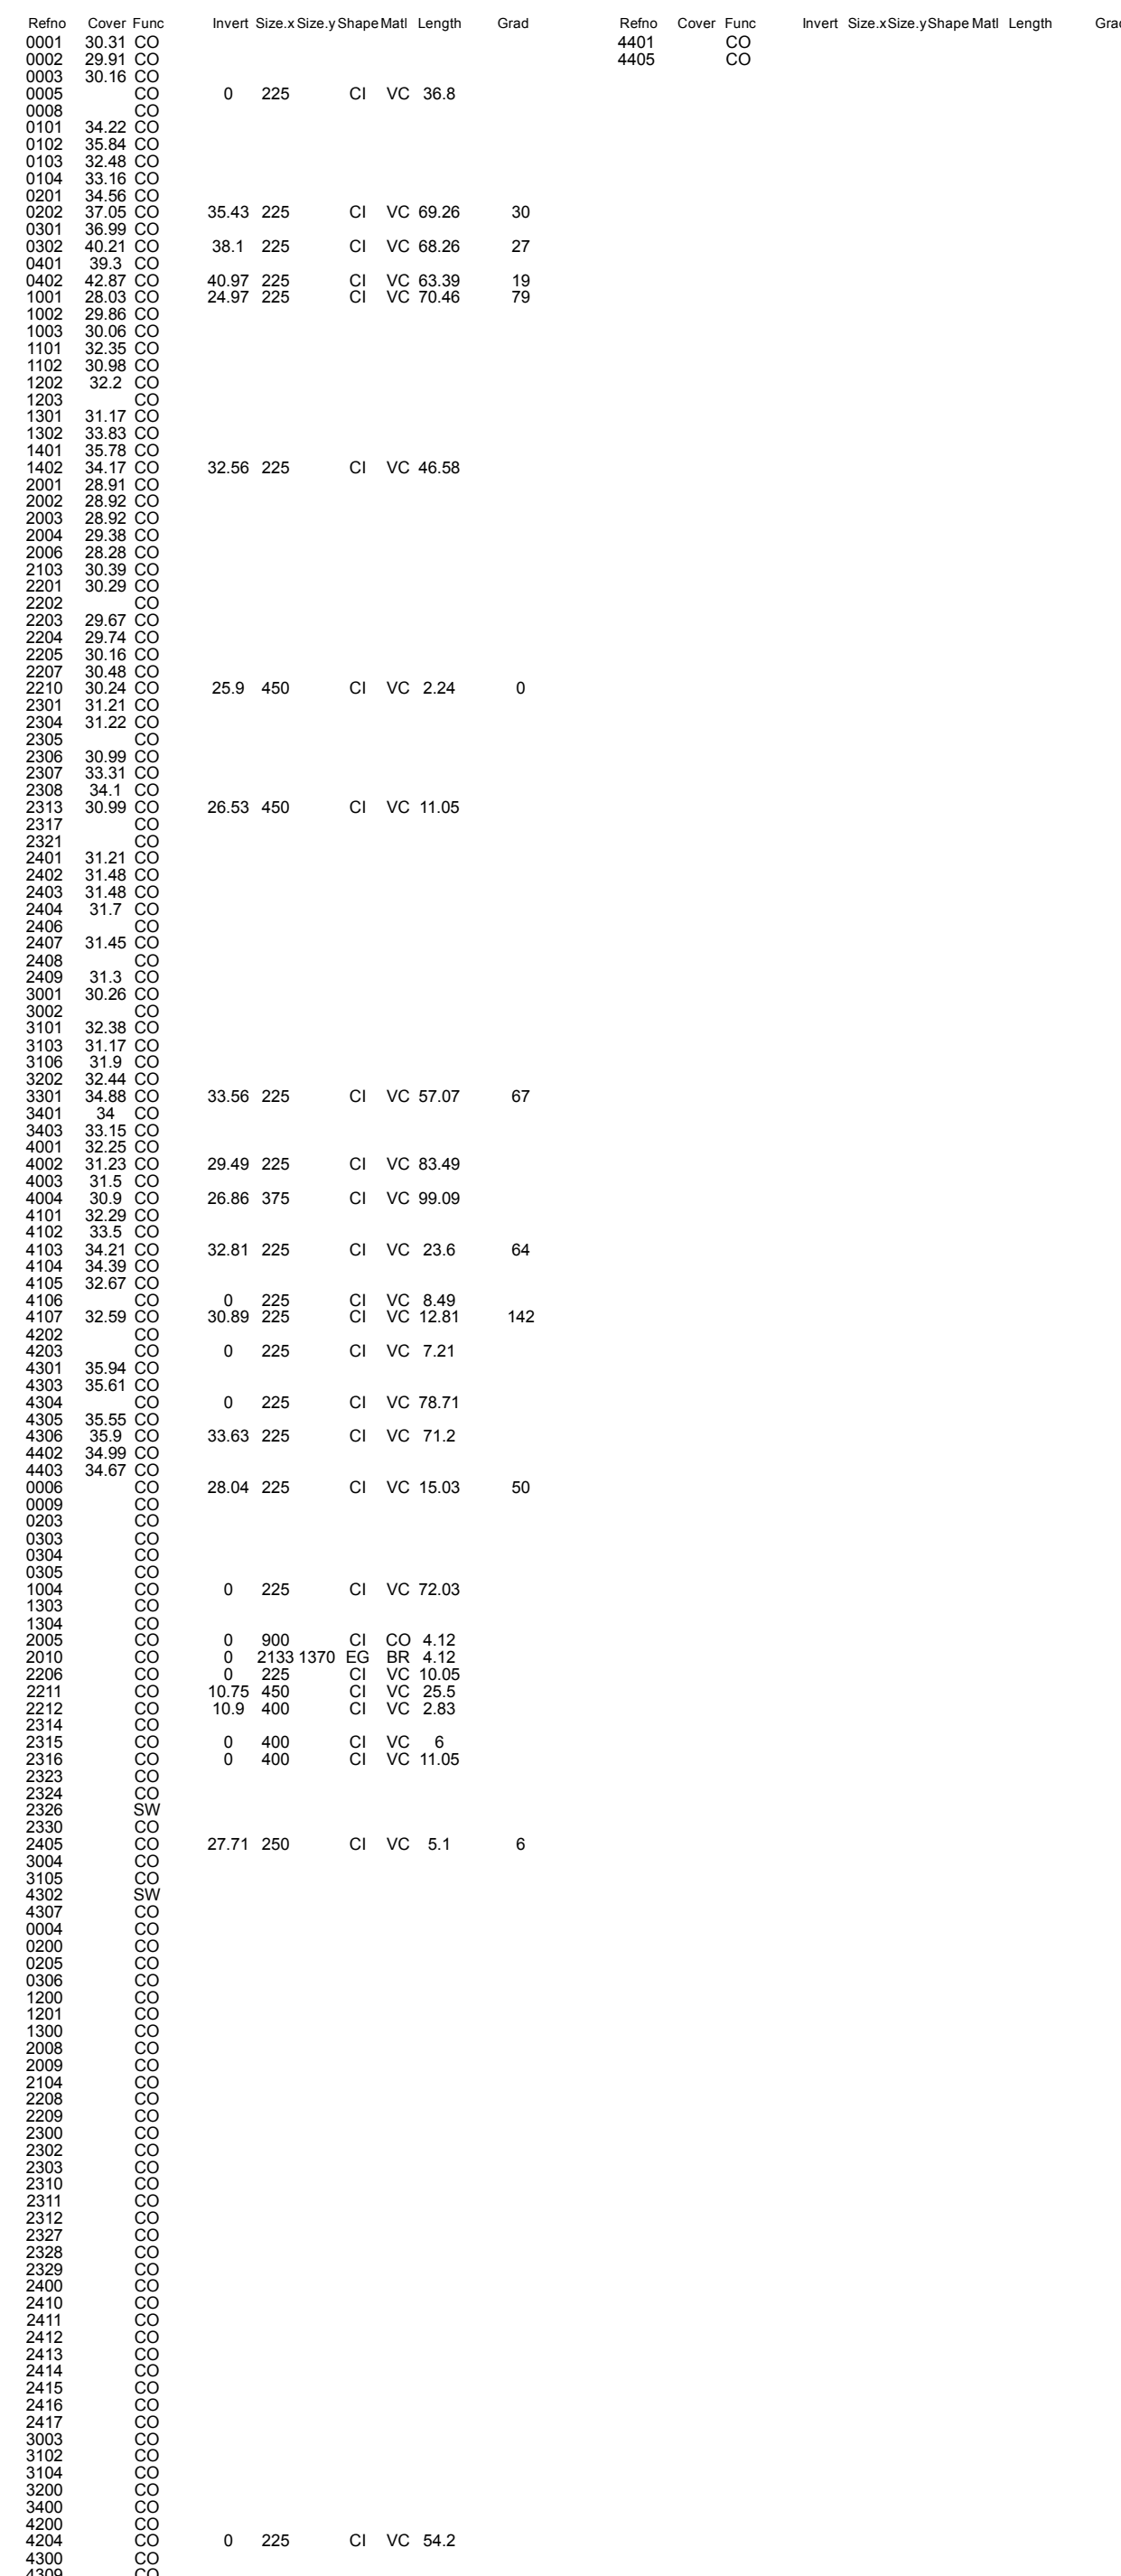 Refno Cover Func Invert Size.x Size.y Shape Matl Length Grad
0001 30.31 CO
0002 29.91 CO
0003 30.16 CO
0005 CO 0 225 CI VC 36.8
0008 CO
0101 34.22 CO
0102 35.84 CO
0103 32.48 CO
0104 33.16 CO
0201 34.56 CO
0202 37.05 CO 35.43 225 CI VC 69.26 30
0301 36.99 CO
0302 40.21 CO 38.1 225 CI VC 68.26 27
0401 39.3 CO
0402 42.87 CO 40.97 225 CI VC 63.39 19
1001 28.03 CO 24.97 225 CI VC 70.46 79
1002 29.86 CO
1003 30.06 CO
1101 32.35 CO
1102 30.98 CO
1202 32.2 CO
1203 CO
1301 31.17 CO
1302 33.83 CO
1401 35.78 CO
1402 34.17 CO 32.56 225 CI VC 46.58
2001 28.91 CO
2002 28.92 CO
2003 28.92 CO
2004 29.38 CO
2006 28.28 CO
2103 30.39 CO
2201 30.29 CO
2202 CO
2203 29.67 CO
2204 29.74 CO
2205 30.16 CO
2207 30.48 CO
2210 30.24 CO 25.9 450 CI VC 2.24 0
2301 31.21 CO
2304 31.22 CO
2305 CO
2306 30.99 CO
2307 33.31 CO
2308 34.1 CO
2313 30.99 CO 26.53 450 CI VC 11.05
2317 CO
2321 CO
2401 31.21 CO
2402 31.48 CO
2403 31.48 CO
2404 31.7 CO
2406 CO
2407 31.45 CO
2408 CO
2409 31.3 CO
3001 30.26 CO
3002 CO
3101 32.38 CO
3103 31.17 CO
3106 31.9 CO
3202 32.44 CO
3301 34.88 CO 33.56 225 CI VC 57.07 67
3401 34 CO
3403 33.15 CO
4001 32.25 CO
4002 31.23 CO 29.49 225 CI VC 83.49
4003 31.5 CO
4004 30.9 CO 26.86 375 CI VC 99.09
4101 32.29 CO
4102 33.5 CO
4103 34.21 CO 32.81 225 CI VC 23.6 64
4104 34.39 CO
4105 32.67 CO
4106 CO 0 225 CI VC 8.49
4107 32.59 CO 30.89 225 CI VC 12.81 142
4202 CO
4203 CO 0 225 CI VC 7.21
4301 35.94 CO
4303 35.61 CO
4304 CO 0 225 CI VC 78.71
4305 35.55 CO
4306 35.9 CO 33.63 225 CI VC 71.2
4402 34.99 CO
4403 34.67 CO
0006 CO 28.04 225 CI VC 15.03 50
0009 CO
0203 CO
0303 CO
0304 CO
0305 CO
1004 CO 0 225 CI VC 72.03
1303 CO
1304 CO
2005 CO 0 900 CI CO 4.12
2010 CO 0 2133 1370 EG BR 4.12
2206 CO 0 225 CI VC 10.05
2211 CO 10.75 450 CI VC 25.5
2212 CO 10.9 400 CI VC 2.83
2314 CO
2315 CO 0 400 CI VC 6
2316 CO 0 400 CI VC 11.05
2323 CO
2324 CO
2326 SW
2330 CO
2405 CO 27.71 250 CI VC 5.1 6
3004 CO
3105 CO
4302 SW
4307 CO
0004 CO
0200 CO
0205 CO
0306 CO
1200 CO
1201 CO
1300 CO
2008 CO
2009 CO
2104 CO
2208 CO
2209 CO
2300 CO
2302 CO
2303 CO
2310 CO
2311 CO
2312 CO
2327 CO
2328 CO
2329 CO
2400 CO
2410 CO
2411 CO
2412 CO
2413 CO
2414 CO
2415 CO
2416 CO
2417 CO
3003 CO
3102 CO
3104 CO
3200 CO
3400 CO
4200 CO
4204 CO 0 225 CI VC 54.2
4300 CO
4309 CO
Refno Cover Func Invert Size.x Size.y Shape Matl Length Grad
4401 CO
4405 CO